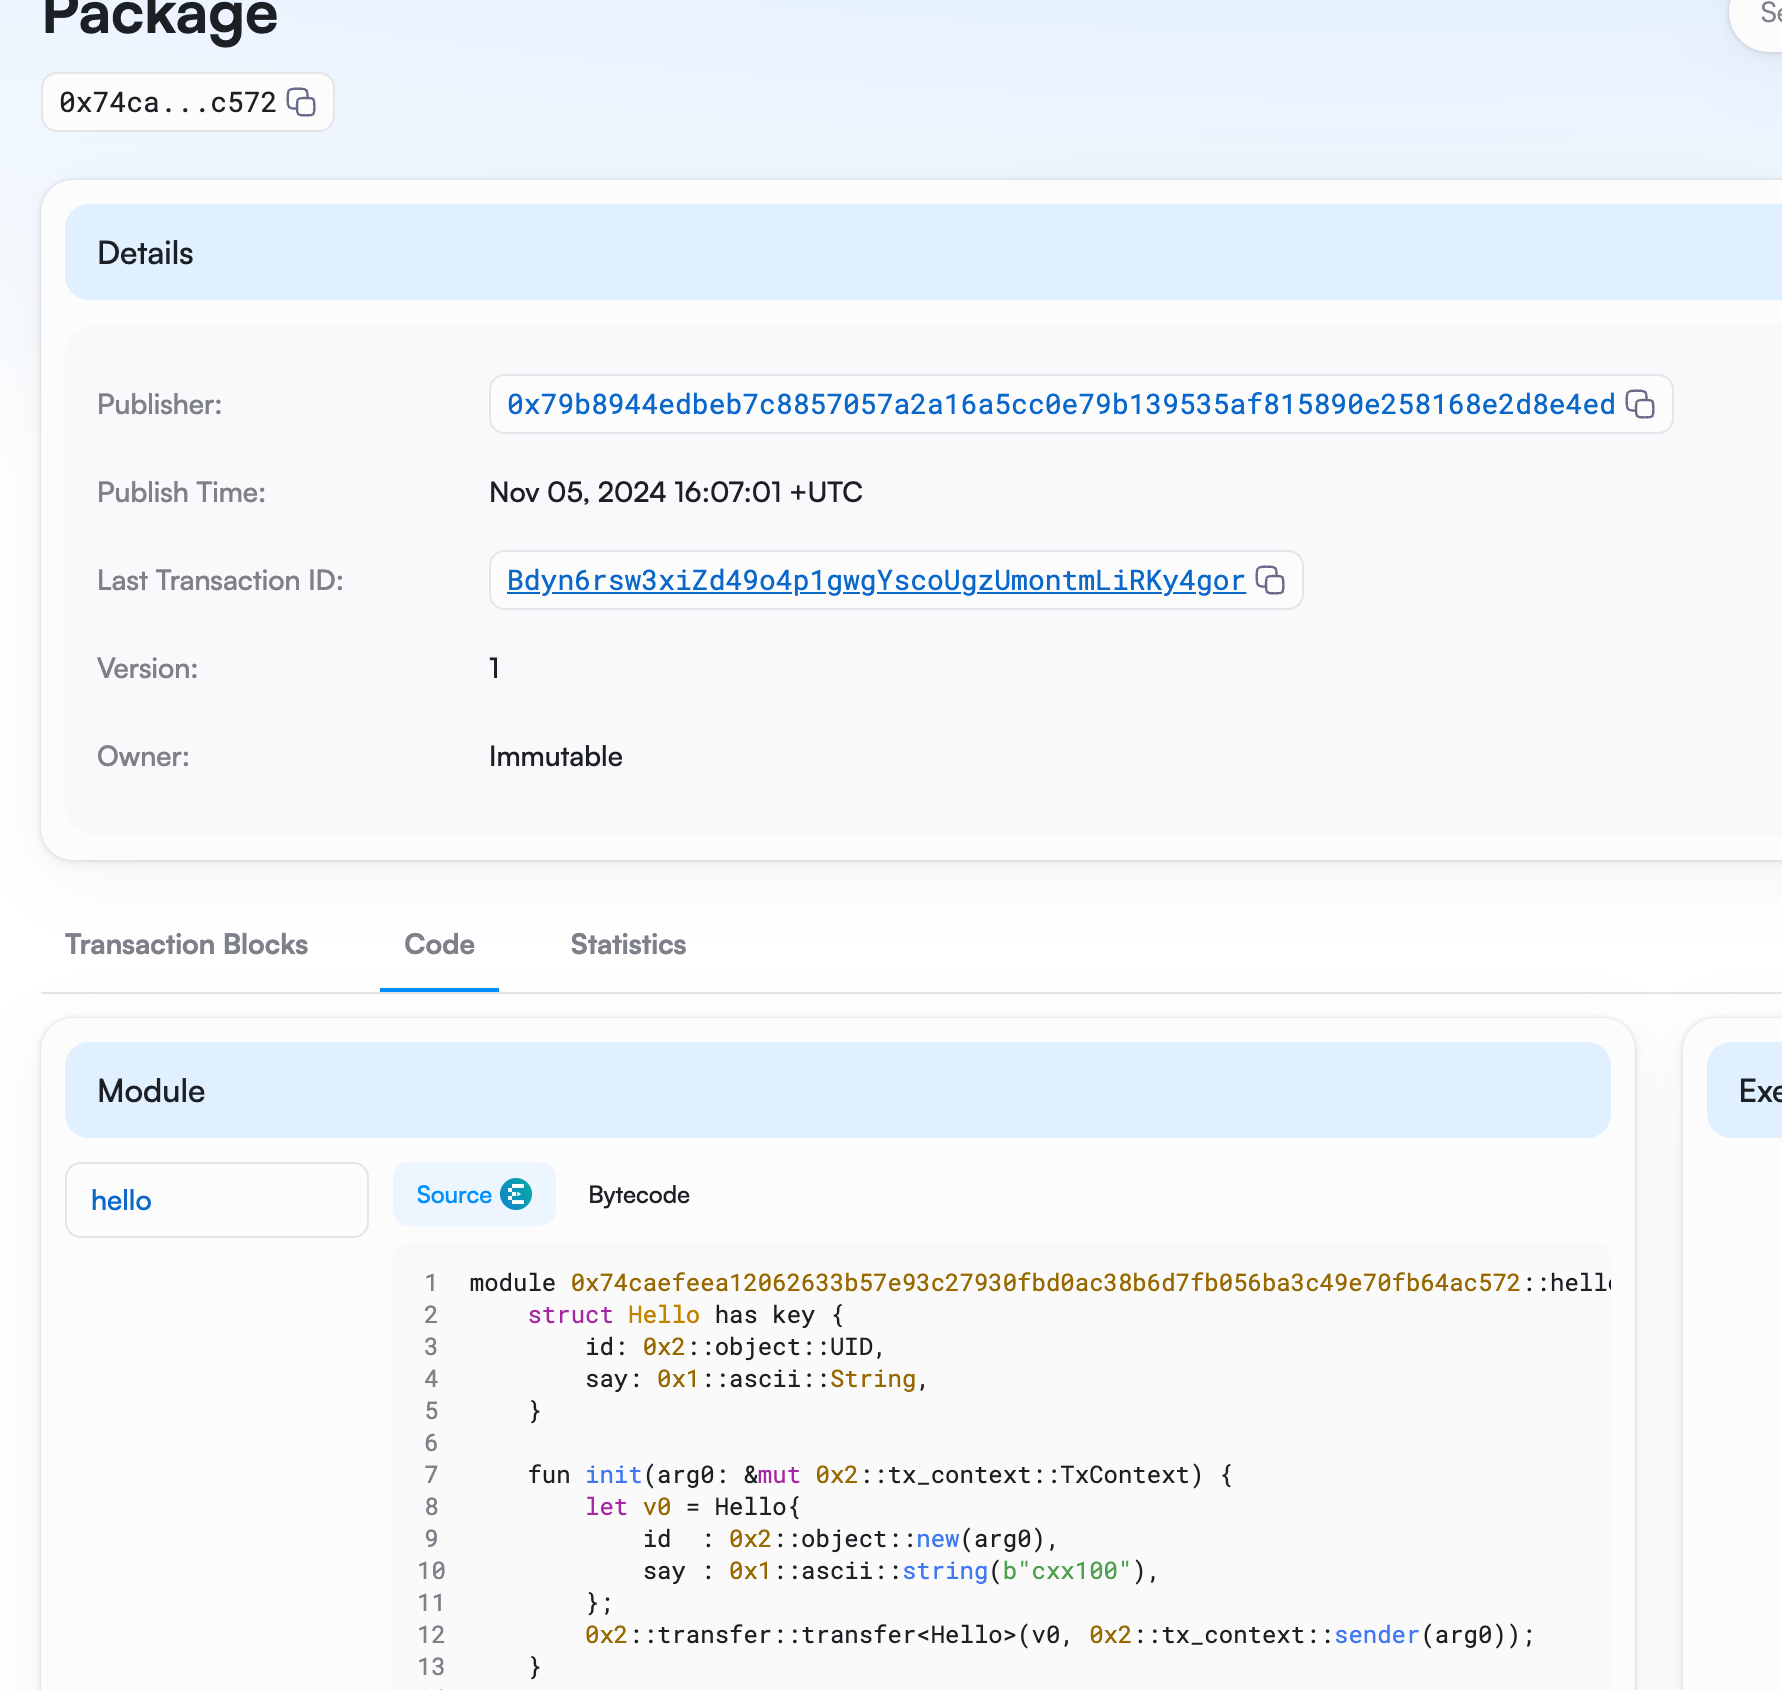 Package
0x74ca...c572
Details
Publisher: 0x79b8944edbeb7c8857057a2a16a5cc0e79b139535af815890e258168e2d8e4ed
Publish Time: Nov 05, 2024 16:07:01 +UTC
Last Transaction ID: Bdyn6rsw3xiZd49o4p1gwgYscoUgzUmontmLiRKy4gor
Version: 1
Owner: Immutable
Transaction Blocks Code Statistics
Module
hello
Source Bytecode
1 module 0x74caefeea12062633b57e93c27930fbd0ac38b6d7fb056ba3c49e70fb64ac572::hello
2     struct Hello has key {
3         id: 0x2::object::UID,
4         say: 0x1::ascii::String,
5     }
6
7     fun init(arg0: &mut 0x2::tx_context::TxContext) {
8         let v0 = Hello{
9             id  : 0x2::object::new(arg0),
10             say : 0x1::ascii::string(b"cxx100"),
11         };
12         0x2::transfer::transfer<Hello>(v0, 0x2::tx_context::sender(arg0));
13     }